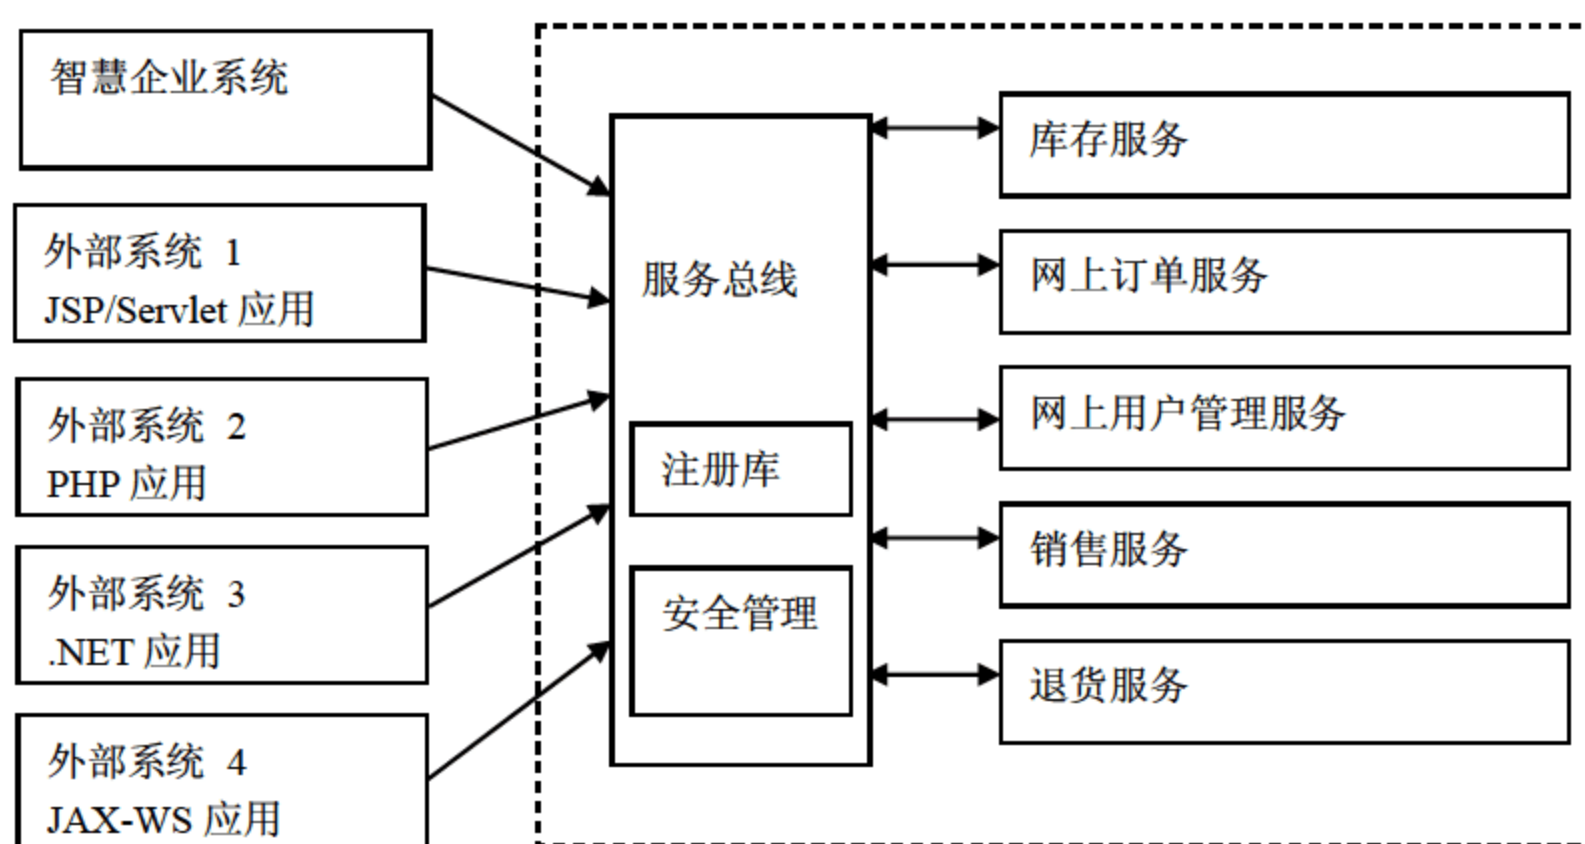 智慧企业系统
外部系统 1
JSP/Servlet 应用
外部系统 2
PHP 应用
外部系统 3
.NET 应用
外部系统 4
JAX-WS 应用
服务总线
注册库
安全管理
库存服务
网上订单服务
网上用户管理服务
销售服务
退货服务